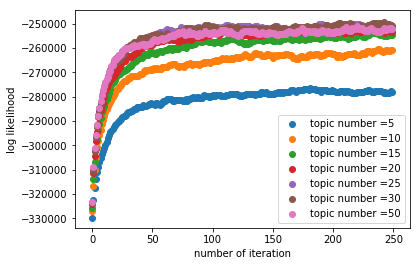 −250000
−260000
−270000
−280000
−290000
−300000
−310000
−320000
−330000
log likelihood
0
50
100
150
200
250
number of iteration
topic number =5
topic number =10
topic number =15
topic number =20
topic number =25
topic number =30
topic number =50